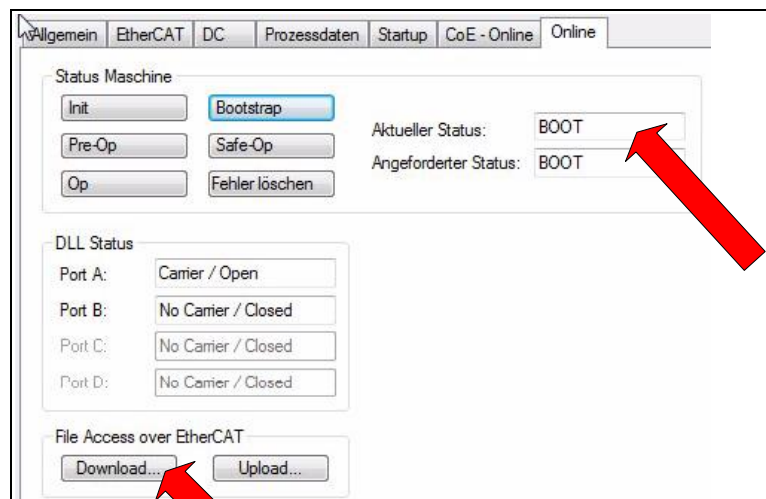 Allgemein EtherCAT DC Prozessdaten Startup CoE - Online Online
Status Maschine
Init Bootstrap
Pre-Op Safe-Op
Op Fehler löschen
Aktueller Status: BOOT
Angeforderter Status: BOOT
DLL Status
Port A: Carrier / Open
Port B: No Carrier / Closed
Port C: No Carrier / Closed
Port D: No Carrier / Closed
File Access over EtherCAT
Download... Upload...